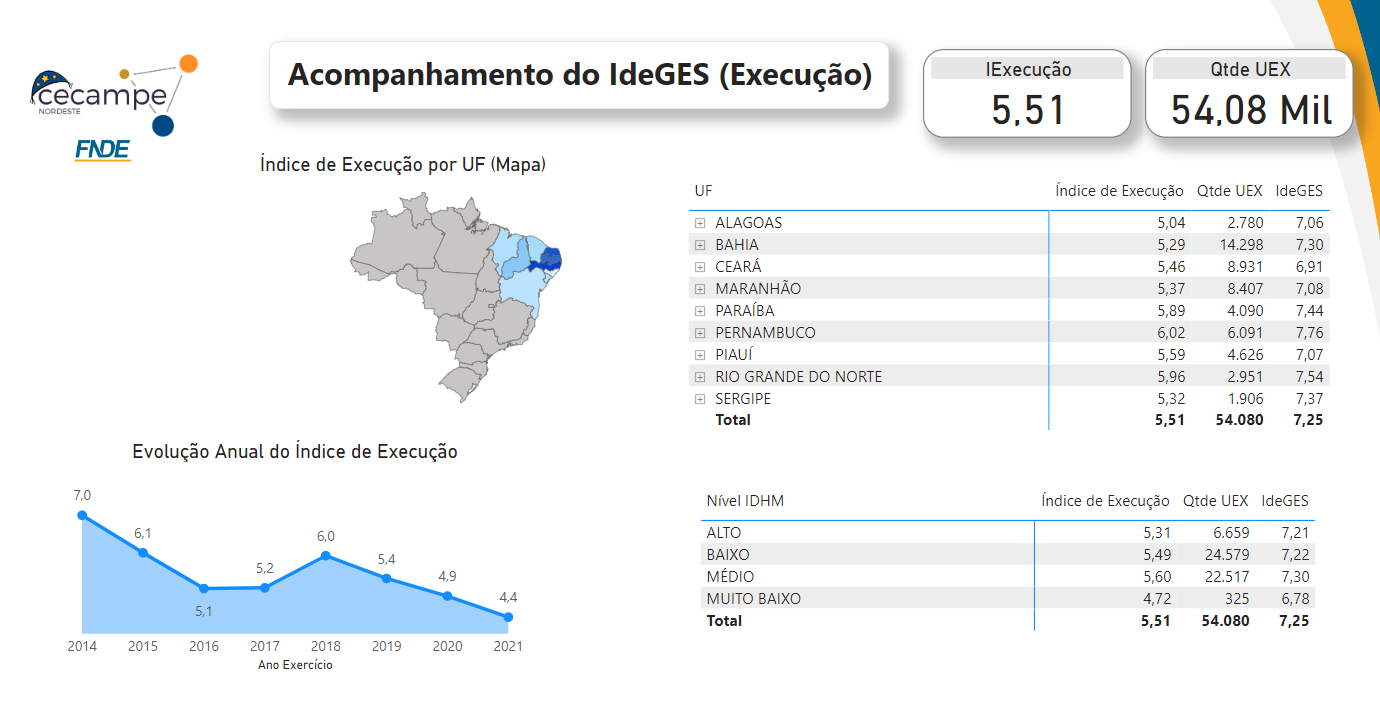 cecampe
NORDESTE
FNDE
Acompanhamento do IdeGES (Execução)
IExecução
5,51
Qtde UEX
54,08 Mil
Índice de Execução por UF (Mapa)
UF Índice de Execução Qtde UEX IdeGES
ALAGOAS 5,04 2.780 7,06
BAHIA 5,29 14.298 7,30
CEARÁ 5,46 8.931 6,91
MARANHÃO 5,37 8.407 7,08
PARAÍBA 5,89 4.090 7,44
PERNAMBUCO 6,02 6.091 7,76
PIAUÍ 5,59 4.626 7,07
RIO GRANDE DO NORTE 5,96 2.951 7,54
SERGIPE 5,32 1.906 7,37
Total 5,51 54.080 7,25
Evolução Anual do Índice de Execução
7,0
6,1
5,1
5,2
6,0
5,4
4,9
4,4
2014 2015 2016 2017 2018 2019 2020 2021
Ano Exercício
Nível IDHM Índice de Execução Qtde UEX IdeGES
ALTO 5,31 6.659 7,21
BAIXO 5,49 24.579 7,22
MÉDIO 5,60 22.517 7,30
MUITO BAIXO 4,72 325 6,78
Total 5,51 54.080 7,25